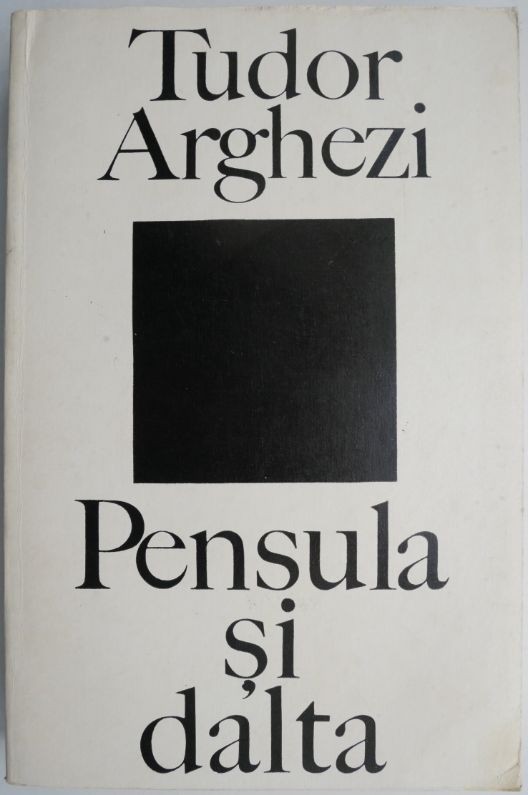 Tudor
Arghezi
Pensula
și
dalta